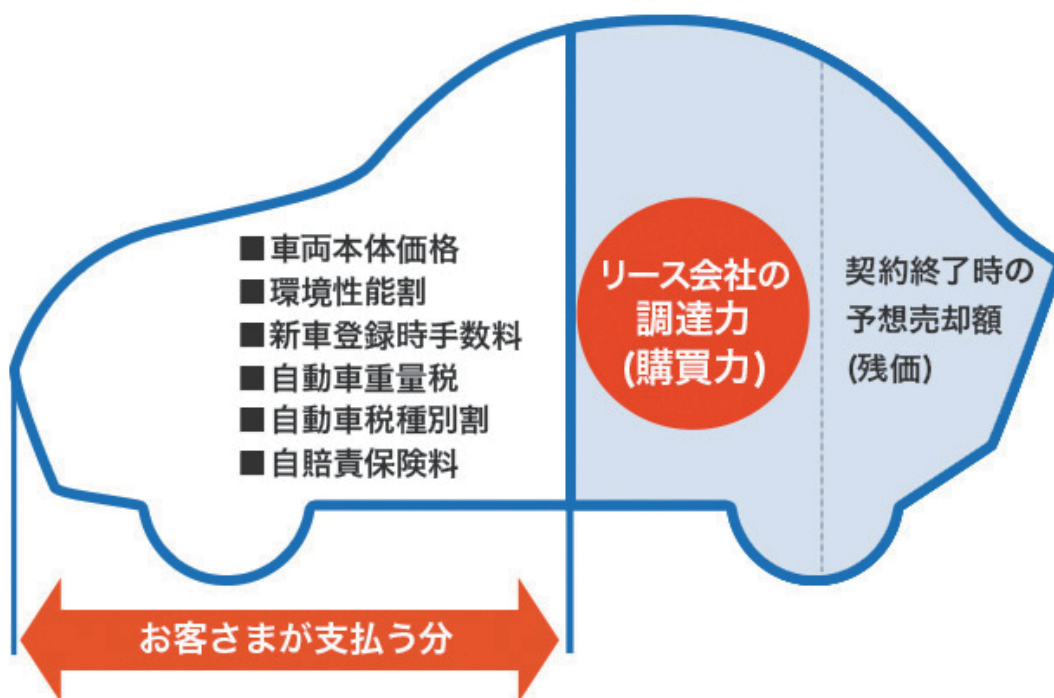 ■車両本体価格
■環境性能割
■新車登録時手数料
■自動車重量税
■自動車税種別割
■自賠責保険料
リース会社の
調達力
(購買力)
契約終了時の
予想売却額
(残価)
お客さまが支払う分